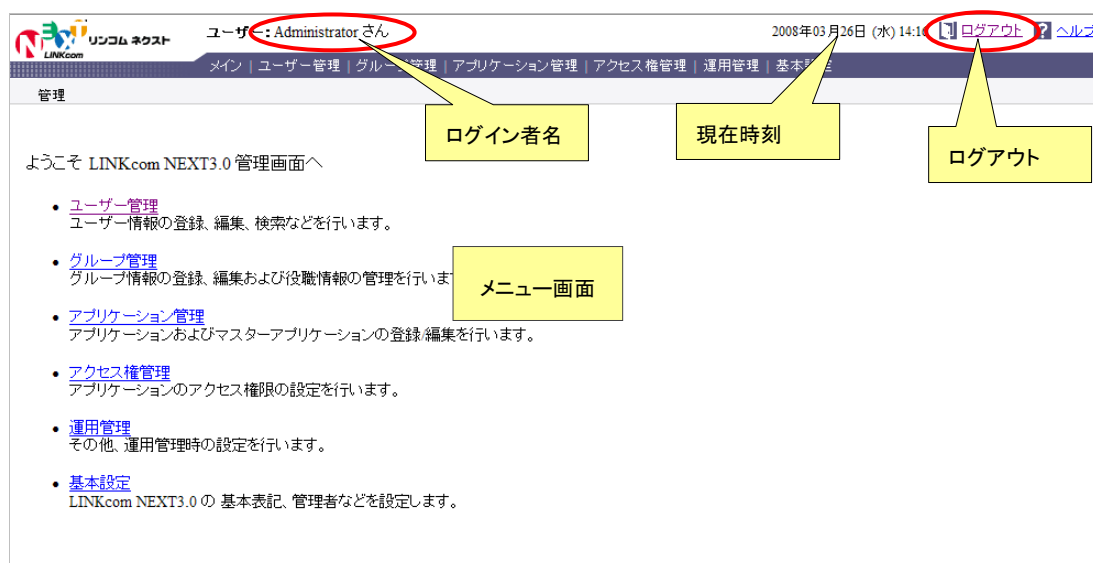 NEXT リンコム ネクスト
LINKcom
ユーザー: Administrator さん
2008年03月26日 (水) 14:16 ログアウト ? ヘルプ
メイン | ユーザー管理 | グループ管理 | アプリケーション管理 | アクセス権管理 | 運用管理 | 基本設定
管理
ログイン者名
現在時刻
ログアウト
ようこそ LINKcom NEXT3.0 管理画面へ
• ユーザー管理
ユーザー情報の登録、編集、検索などを行います。
• グループ管理
グループ情報の登録、編集および役職情報の管理を行いま
メニュー画面
• アプリケーション管理
アプリケーションおよびマスターアプリケーションの登録/編集を行います。
• アクセス権管理
アプリケーションのアクセス権限の設定を行います。
• 運用管理
その他、運用管理時の設定を行います。
• 基本設定
LINKcom NEXT3.0 の 基本表記、管理者などを設定します。